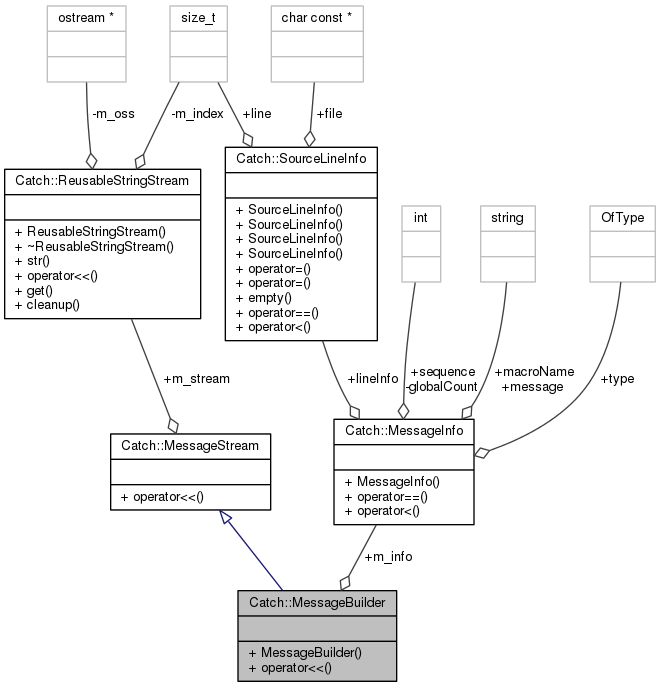 ostream *
size_t
char const *
-m_oss
-m_index
+line
+file
Catch::ReusableStringStream
+ ReusableStringStream()
+ ~ReusableStringStream()
+ str()
+ operator<<()
+ get()
+ cleanup()
Catch::SourceLineInfo
+ SourceLineInfo()
+ SourceLineInfo()
+ SourceLineInfo()
+ SourceLineInfo()
+ operator=()
+ operator=()
+ empty()
+ operator==()
+ operator<()
int
string
OfType
+m_stream
+lineInfo
+sequence
-globalCount
+macroName
+message
+type
Catch::MessageStream
+ operator<<()
Catch::MessageInfo
+ MessageInfo()
+ operator==()
+ operator<()
+m_info
Catch::MessageBuilder
+ MessageBuilder()
+ operator<<()